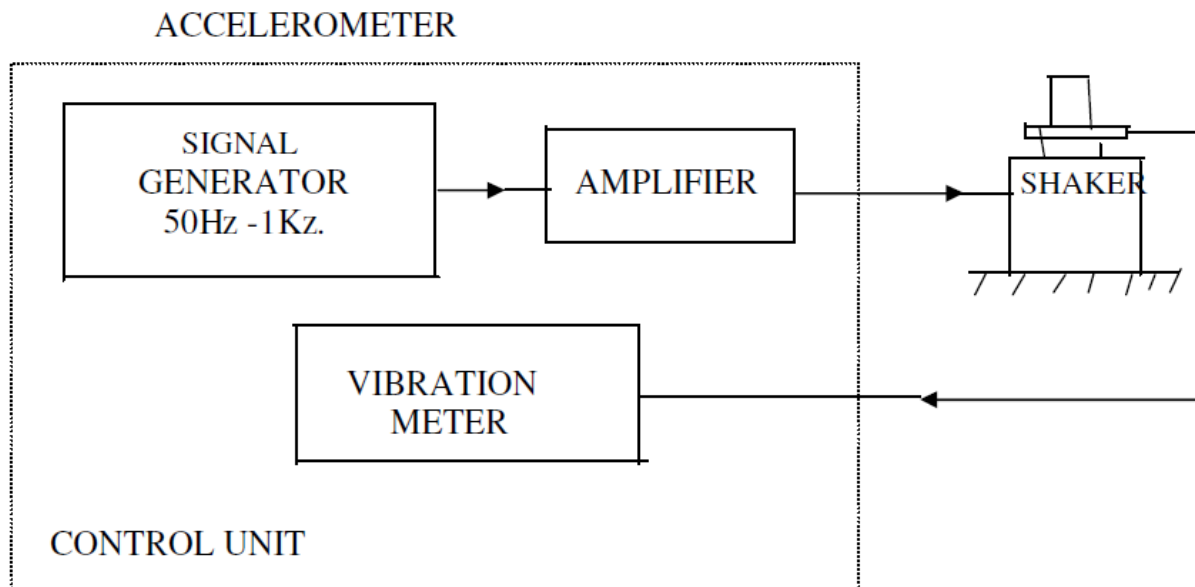 ACCELEROMETER
SIGNAL
GENERATOR
50Hz -1Kz.
AMPLIFIER
SHAKER
VIBRATION
METER
CONTROL UNIT